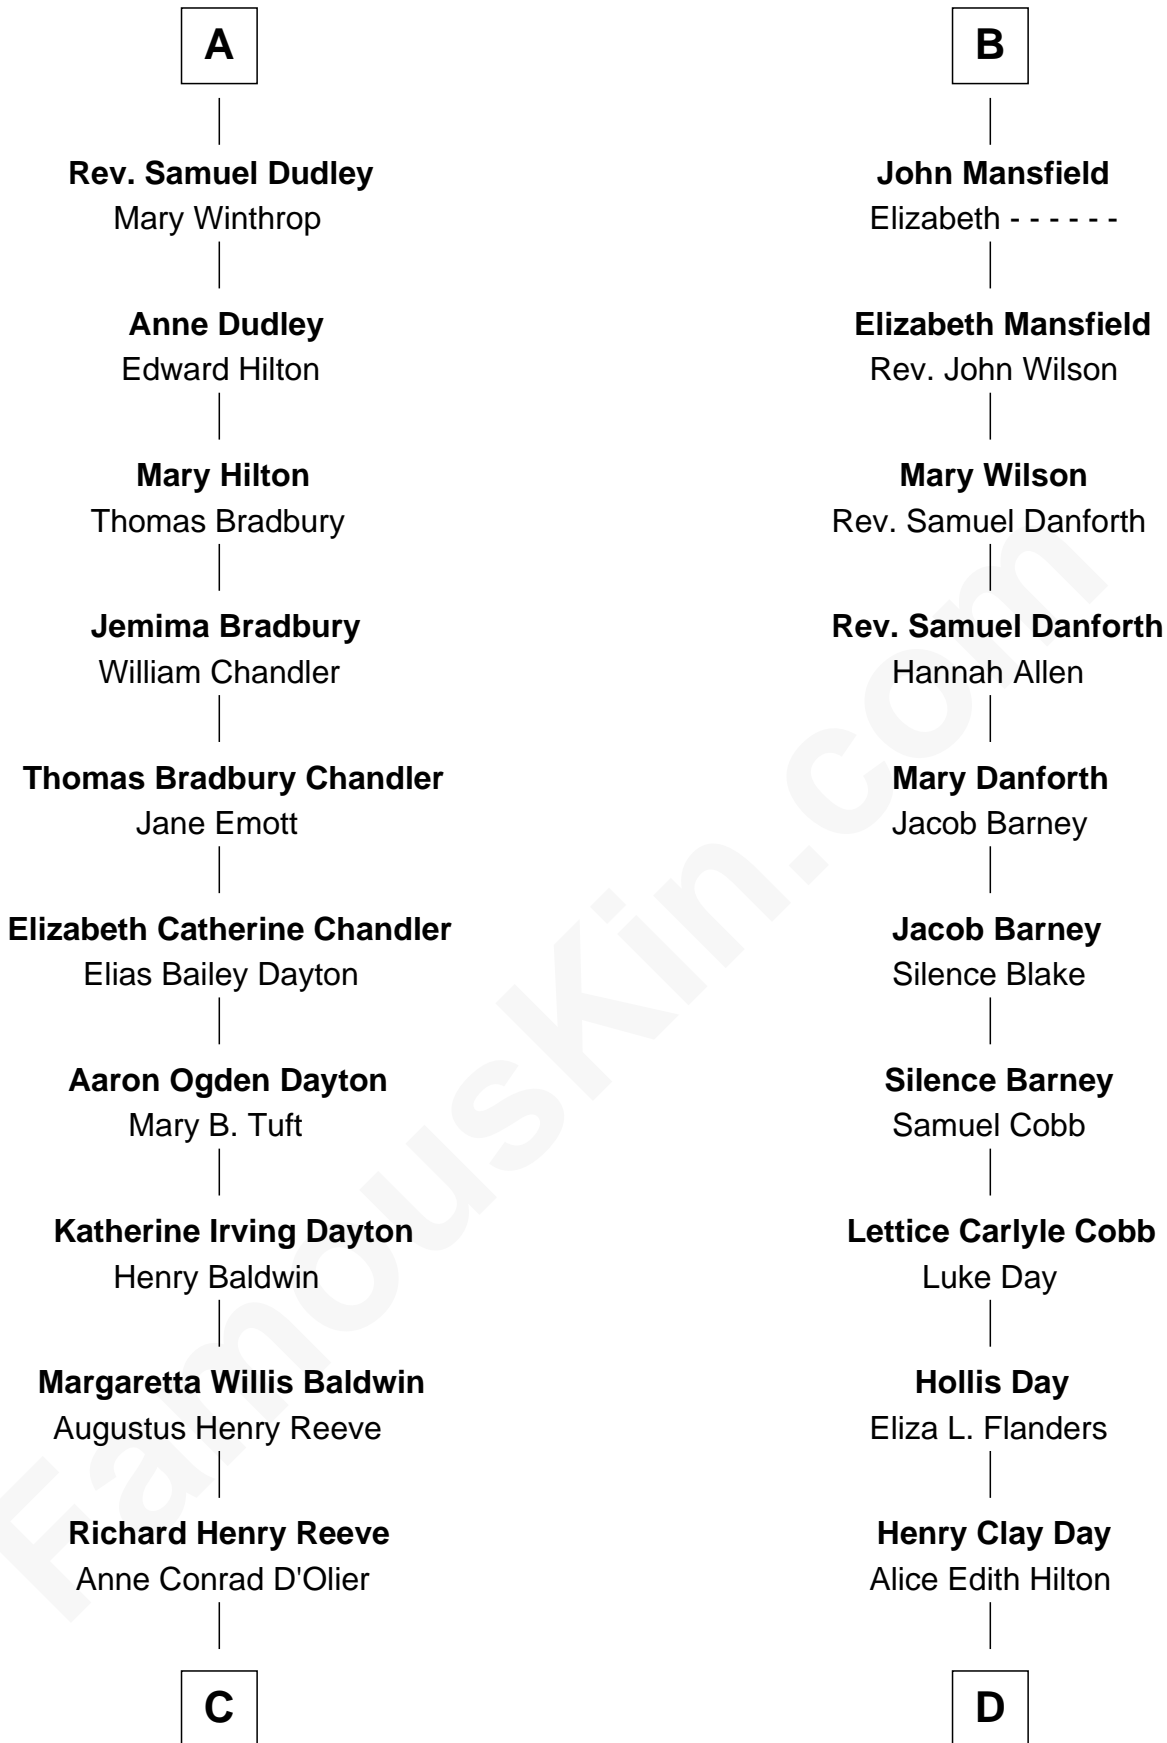 A
Rev. Samuel Dudley
Mary Winthrop
Anne Dudley
Edward Hilton
Mary Hilton
Thomas Bradbury
Jemima Bradbury
William Chandler
Thomas Bradbury Chandler
Jane Emott
Elizabeth Catherine Chandler
Elias Bailey Dayton
Aaron Ogden Dayton
Mary B. Tuft
Katherine Irving Dayton
Henry Baldwin
Margaretta Willis Baldwin
Augustus Henry Reeve
Richard Henry Reeve
Anne Conrad D'Olier
C
B
John Mansfield
Elizabeth - - - - - -
Elizabeth Mansfield
Rev. John Wilson
Mary Wilson
Rev. Samuel Danforth
Rev. Samuel Danforth
Hannah Allen
Mary Danforth
Jacob Barney
Jacob Barney
Silence Blake
Silence Barney
Samuel Cobb
Lettice Carlyle Cobb
Luke Day
Hollis Day
Eliza L. Flanders
Henry Clay Day
Alice Edith Hilton
D
FamousKin.com